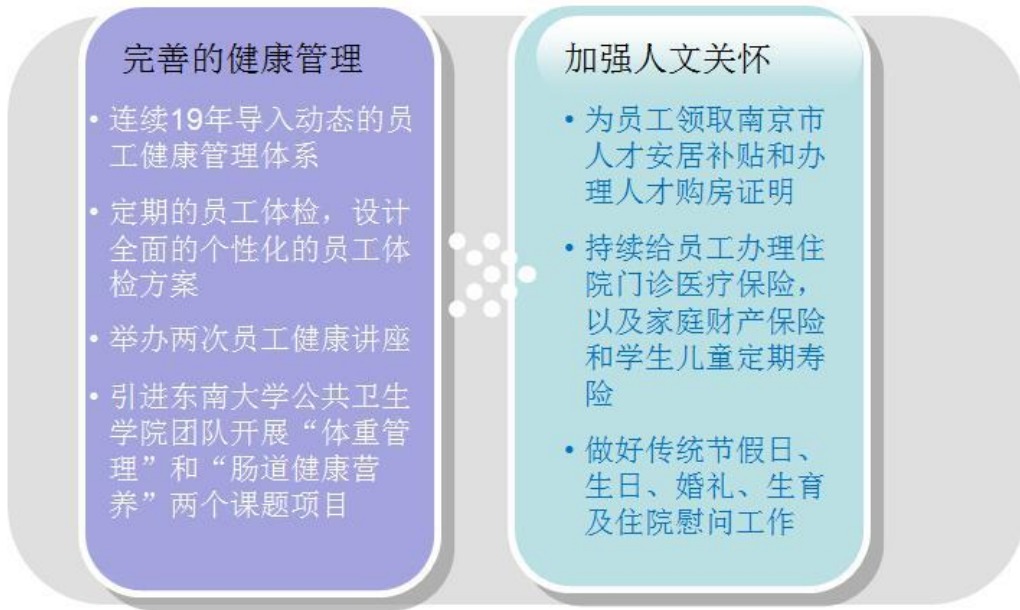 完善的健康管理
• 连续19年导入动态的员
工健康管理体系
• 定期的员工体检，设计
全面的个性化的员工体
检方案
• 举办两次员工健康讲座
• 引进东南大学公共卫生
学院团队开展“体重管
理”和“肠道健康营
养”两个课题项目
加强人文关怀
• 为员工领取南京市
人才安居补贴和办
理人才购房证明
• 持续给员工办理住
院门诊医疗保险，
以及家庭财产保险
和学生儿童定期寿
险
• 做好传统节假日、
生日、婚礼、生育
及住院慰问工作